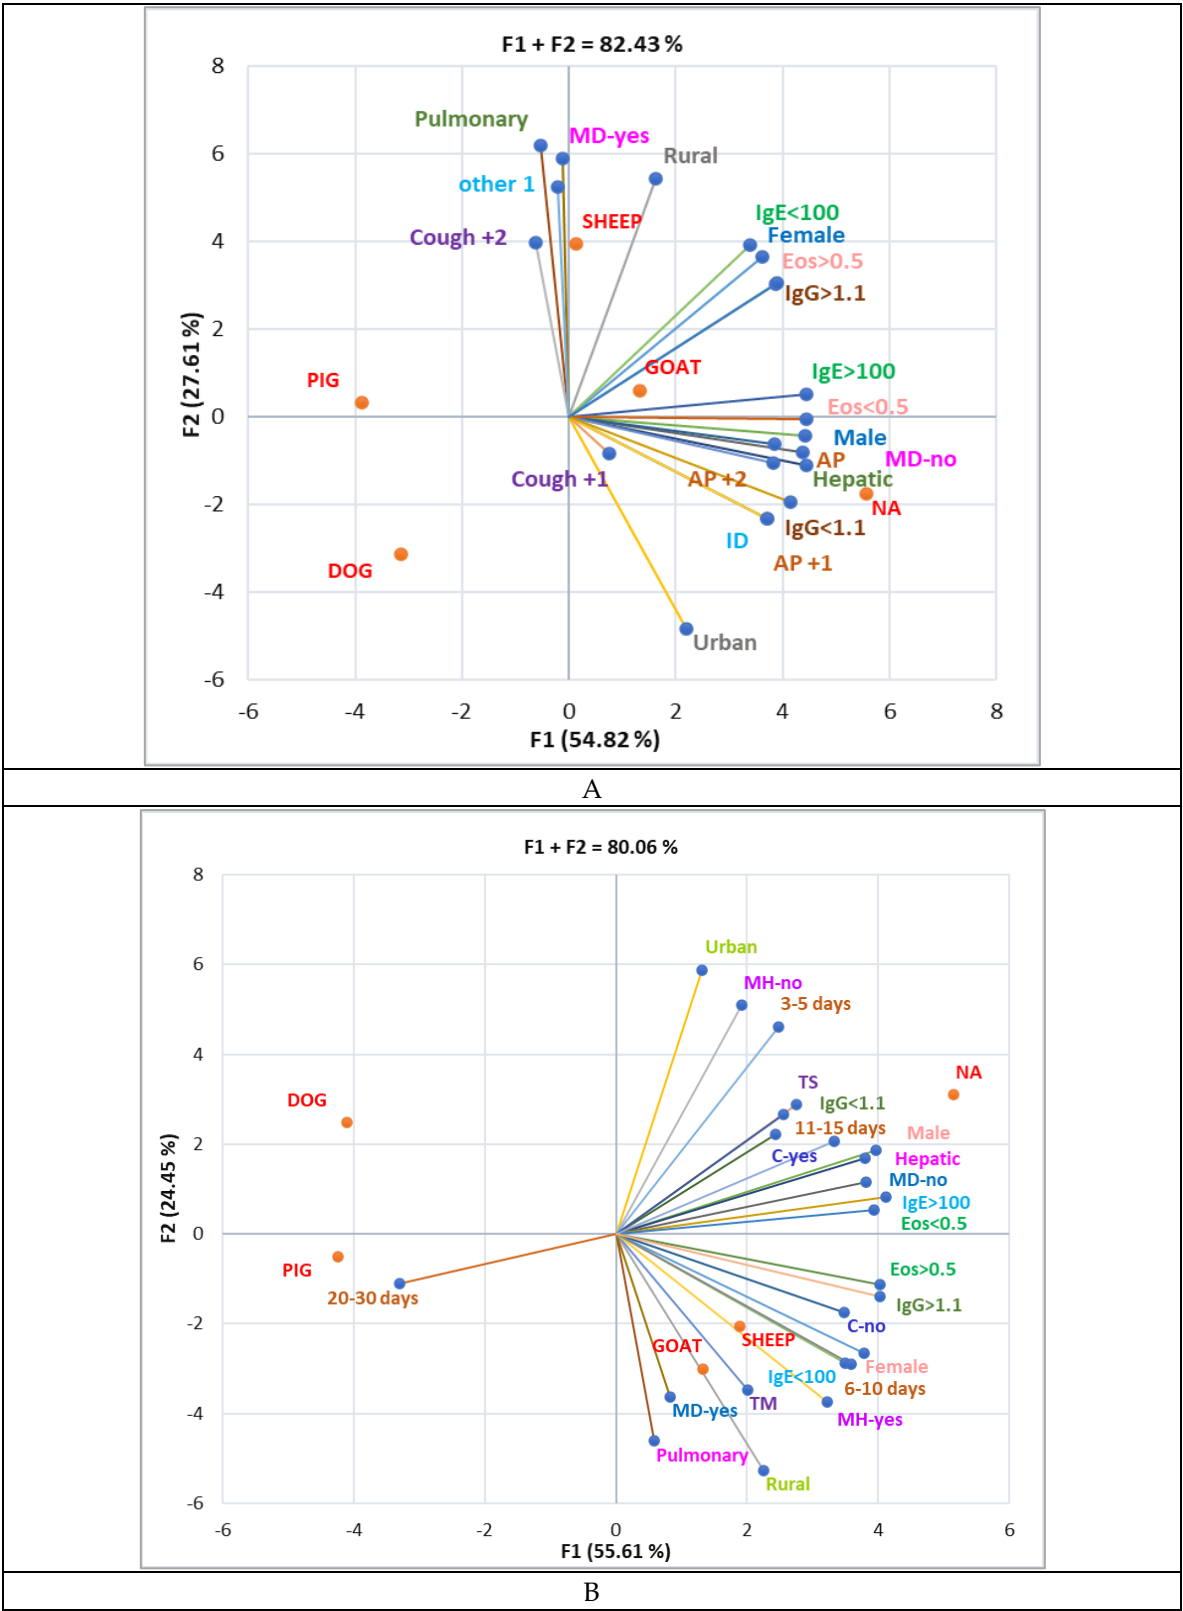 F1 + F2 = 82.43 %
8
Pulmonary
MD-yes
6
Rural
other 1
IgE<100
SHEEP
Cough +2
Female
4
Eos>0.5
IgG>1.1
2
GOAT
IgE>100
PIG
Eos<0.5
0
Male
AP
MD-no
Cough +1
AP +2
Hepatic
-2
NA
IgG<1.1
ID
DOG
AP +1
-4
Urban
-6
F2 (27.61 %)
-6 -4 -2 0 2 4 6 8
F1 (54.82 %)
A
F1 + F2 = 80.06 %
8
Urban
6
MH-no
3-5 days
4
NA
TS
DOG
IgG<1.1
11-15 days
Male
2
C-yes
Hepatic
MD-no
IgE>100
Eos<0.5
0
PIG
Eos>0.5
20-30 days
IgG>1.1
-2
C-no
GOAT
SHEEP
Female
IgE<100
6-10 days
-4
MD-yes
TM
MH-yes
Pulmonary
Rural
-6
F2 (24.45 %)
-6 -4 -2 0 2 4 6
F1 (55.61 %)
B